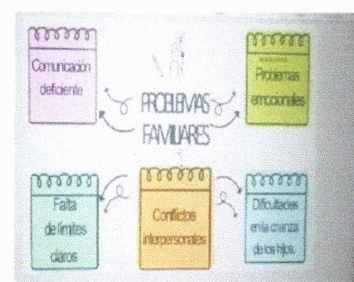 Comunicación
deficiente
Problemas
emocionales
PROBLEMAS
FAMILIARES
Falta
de límites
claros
Conflictos
interpersonales
Dificultades
en la crianza
de los hijos.